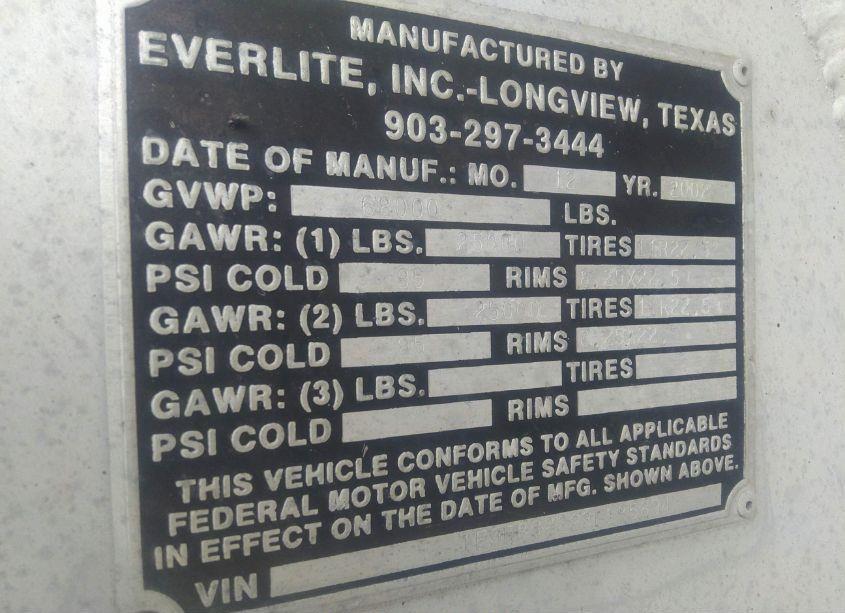 MANUFACTURED BY
EVERLITE, INC.-LONGVIEW, TEXAS
903-297-3444
DATE OF MANUF.: MO. 12 YR. 2002
GVWP: 68000 LBS.
GAWR: (1) LBS. TIRES
PSI COLD RIMS
GAWR: (2) LBS. TIRES
PSI COLD RIMS
GAWR: (3) LBS. TIRES
PSI COLD RIMS
THIS VEHICLE CONFORMS TO ALL APPLICABLE
FEDERAL MOTOR VEHICLE SAFETY STANDARDS
IN EFFECT ON THE DATE OF MFG. SHOWN ABOVE.
VIN